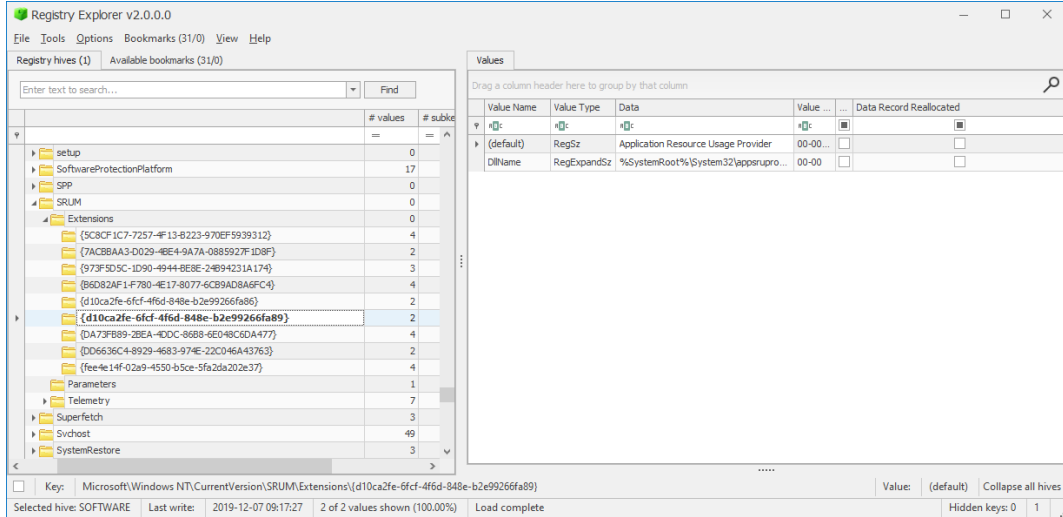 Registry Explorer v2.0.0.0
File Tools Options Bookmarks (31/0) View Help
Registry hives (1) Available bookmarks (31/0)
Enter text to search... Find
# values # subke
= =
setup 0
SoftwareProtectionPlatform 17
SPP 0
SRUM 0
Extensions 0
{5C8CF1C7-7257-4F13-B223-970EF5939312} 4
{7ACBBAA3-D029-4BE4-9A7A-0885927F1D8F} 2
{973F5D5C-1D90-4944-BE8E-24B94231A174} 3
{B6D82AF1-F780-4E17-8077-6CB9AD8A6FC4} 4
{d10ca2fe-6fcf-4f6d-848e-b2e99266fa86} 2
{d10ca2fe-6fcf-4f6d-848e-b2e99266fa89} 2
{DA73FB89-2BEA-4DDC-86B8-6E048C6DA477} 4
{DD6636C4-8929-4683-974E-22C046A43763} 2
{fee4e14f-02a9-4550-b5ce-5fa2da202e37} 4
Parameters 1
Telemetry 7
Superfetch 3
Svchost 49
SystemRestore 3
Values
Drag a column header here to group by that column
Value Name Value Type Data Value ... ... Data Record Reallocated
(default) RegSz Application Resource Usage Provider 00-00...
DllName RegExpandSz %SystemRoot%\System32\appsrupro... 00-00
Key: Microsoft\Windows NT\CurrentVersion\SRUM\Extensions\{d10ca2fe-6fcf-4f6d-848e-b2e99266fa89} Value: (default) Collapse all hives
Selected hive: SOFTWARE Last write: 2019-12-07 09:17:27 2 of 2 values shown (100.00%) Load complete Hidden keys: 0 1